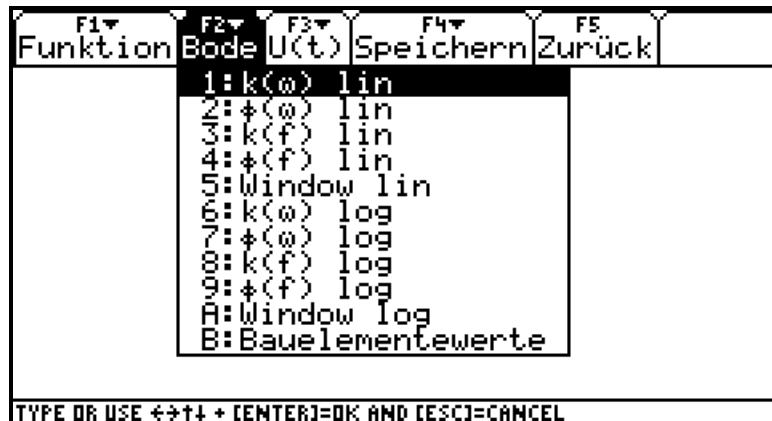 F1▾ F2▾ F3▾ F4▾ F5
Funktion Bode U(t) Speichern Zurück
1:k(ω) lin
2:φ(ω) lin
3:k(f) lin
4:φ(f) lin
5:Window lin
6:k(ω) log
7:φ(ω) log
8:k(f) log
9:φ(f) log
A:Window log
B:Bauelementewerte
TYPE OR USE ←→↑↓ + [ENTER]=OK AND [ESC]=CANCEL